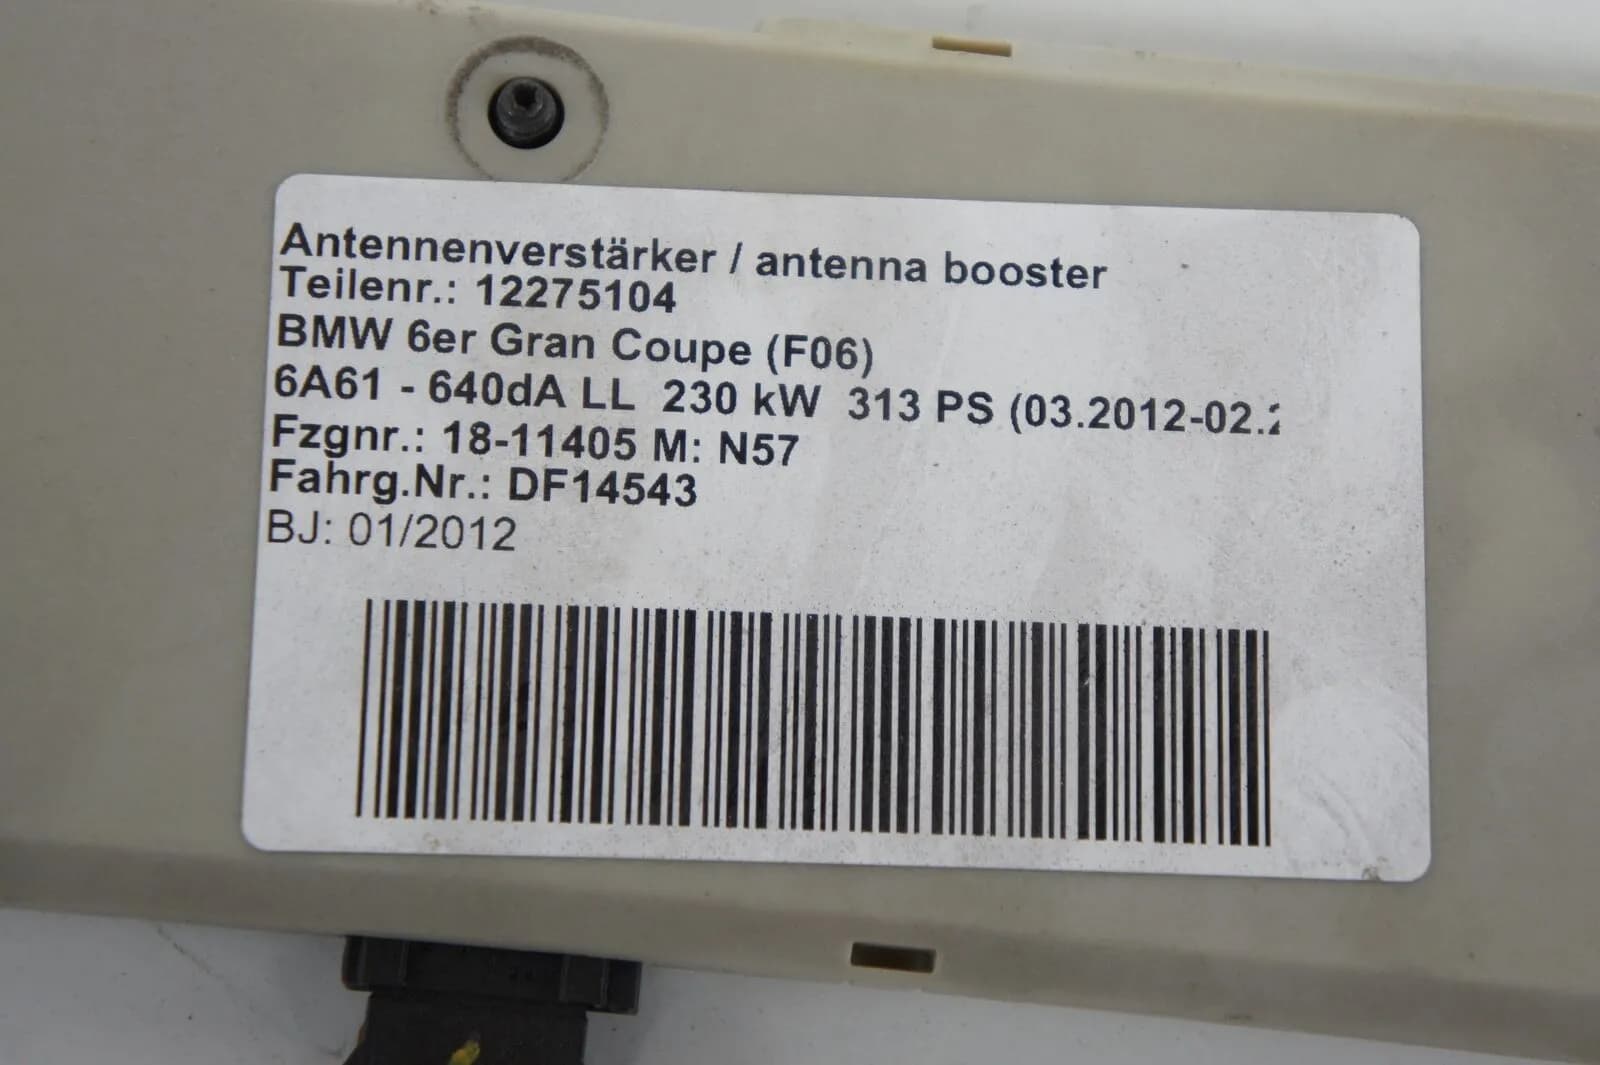 Antennenverstärker / antenna booster
Teilenr.: 12275104
BMW 6er Gran Coupe (F06)
6A61 - 640dA LL 230 kW 313 PS (03.2012-02.
Fzgnr.: 18-11405 M: N57
Fahrg.Nr.: DF14543
BJ: 01/2012